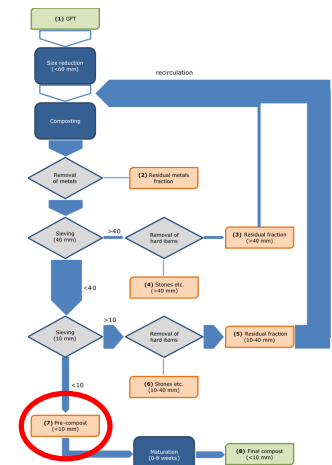 (1) GFT
Size reduction
(<60 mm)
recirculation
Composting
Removal
of metals
(2) Residual metals
fraction
Sieving
(40 mm)
>40
Removal of
hard items
(3) Residual fraction
(>40 mm)
(4) Stones etc.
(>40 mm)
<40
Sieving
(10 mm)
>10
Removal of
hard items
(5) Residual fraction
(10-40 mm)
(6) Stones etc.
(10-40 mm)
<10
(7) Pre-compost
(<10 mm)
Maturation
(0-8 weeks)
(8) Final compost
(<10 mm)